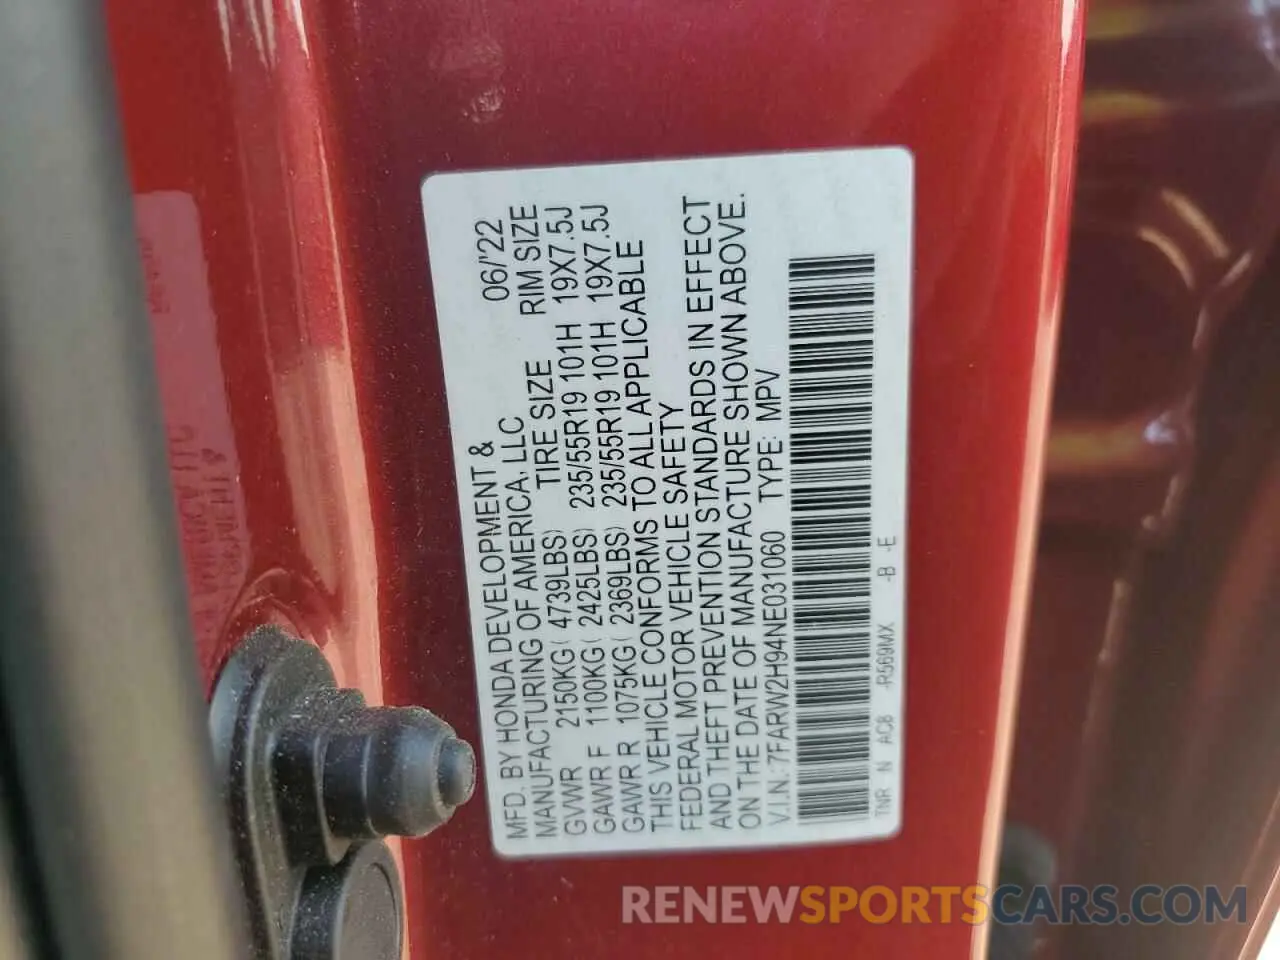 MFD. BY HONDA DEVELOPMENT & 06/'22
MANUFACTURING OF AMERICA, LLC
TIRE SIZE RIM SIZE
GVWR 2150KG( 4739LBS) 235/55R19 101H 19X7.5J
GAWR F 1100KG( 2425LBS) 235/55R19 101H 19X7.5J
GAWR R 1075KG( 2369LBS)
THIS VEHICLE CONFORMS TO ALL APPLICABLE
FEDERAL MOTOR VEHICLE SAFETY
AND THEFT PREVENTION STANDARDS IN EFFECT
ON THE DATE OF MANUFACTURE SHOWN ABOVE.
V.I.N.: 7FARW2H94NE031060 TYPE: MPV
TNR N AC8 -R569MX -B -E
RENEWSPORTSCARS.COM